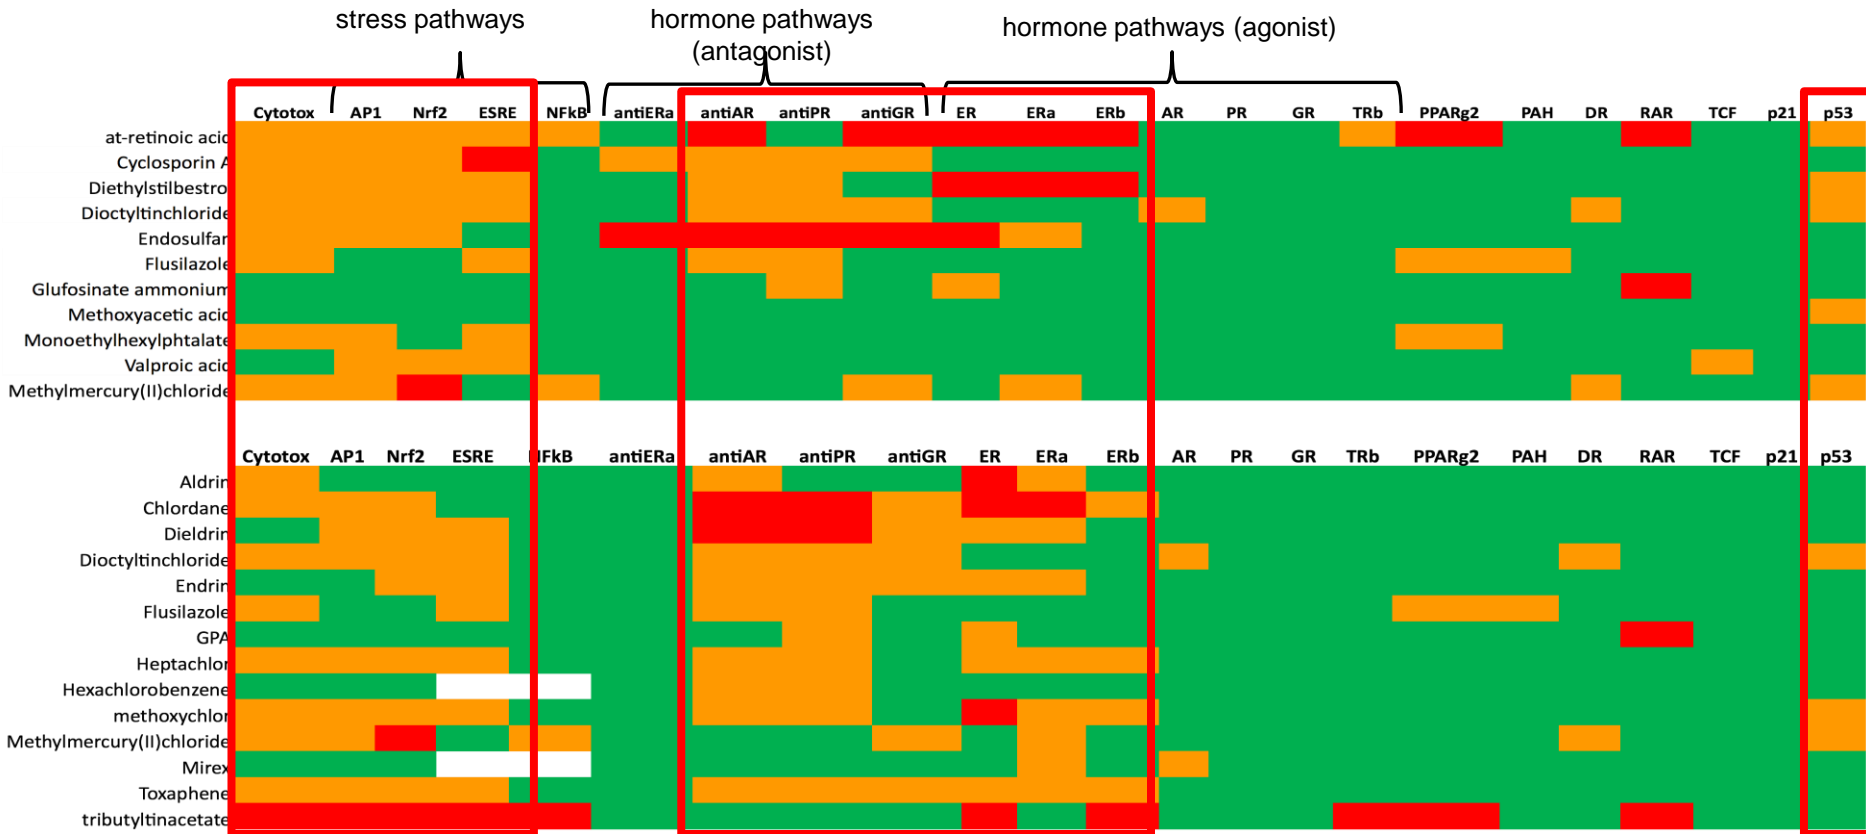 stress pathways
hormone pathways
(antagonist)
hormone pathways (agonist)
Cytotox AP1 Nrf2 ESRE NFkB antiERa antiAR antiPR antiGR ER ERa ERb AR PR GR TRb PPARg2 PAH DR RAR TCF p21 p53
at-retinoic acid
Cyclosporin A
Diethylstilbestro
Dioctyltinchloride
Endosulfan
Flusilazole
Glufosinate ammonium
Methoxyacetic acid
Monoethylhexylphtalate
Valproic acid
Methylmercury(II)chloride
Cytotox AP1 Nrf2 ESRE NFkB antiERa antiAR antiPR antiGR ER ERa ERb AR PR GR TRb PPARg2 PAH DR RAR TCF p21 p53
Aldrin
Chlordane
Dieldrin
Dioctyltinchloride
Endrin
Flusilazole
GPA
Heptachlor
Hexachlorobenzene
methoxychlor
Methylmercury(II)chloride
Mirex
Toxaphene
tributyltinacetate